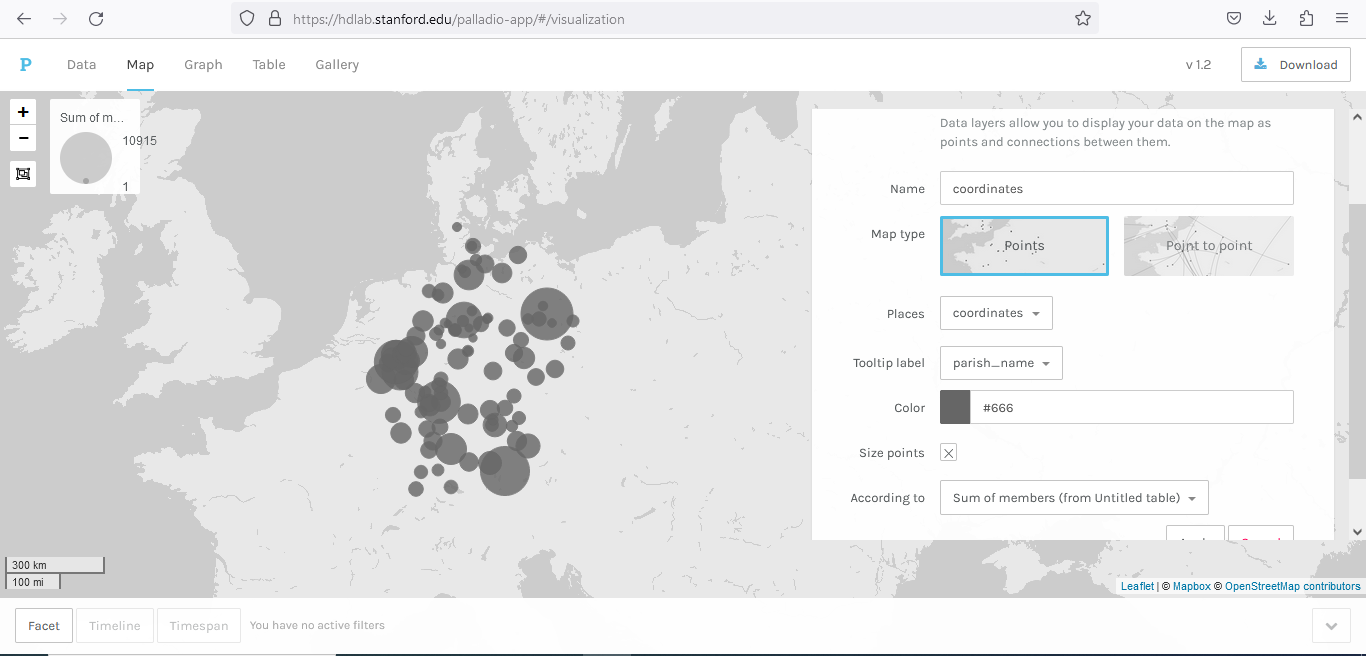 https://hdlab.stanford.edu/palladio-app/#/visualization
P Data Map Graph Table Gallery v 1.2 Download
+
−
Sum of m...
10915
1
Data layers allow you to display your data on the map as
points and connections between them.
Name coordinates
Map type Points Point to point
Places coordinates
Tooltip label parish_name
Color #666
Size points
According to Sum of members (from Untitled table)
300 km
100 mi
Leaflet | © Mapbox © OpenStreetMap contributors
Facet Timeline Timespan You have no active filters